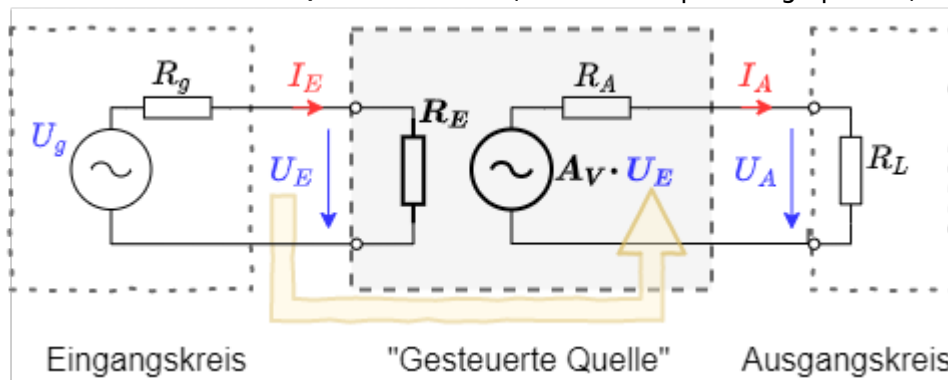 R_g I_E R_A I_A
U_g U_E R_E A_V · U_E U_A R_L
Eingangskreis "Gesteuerte Quelle" Ausgangskreis